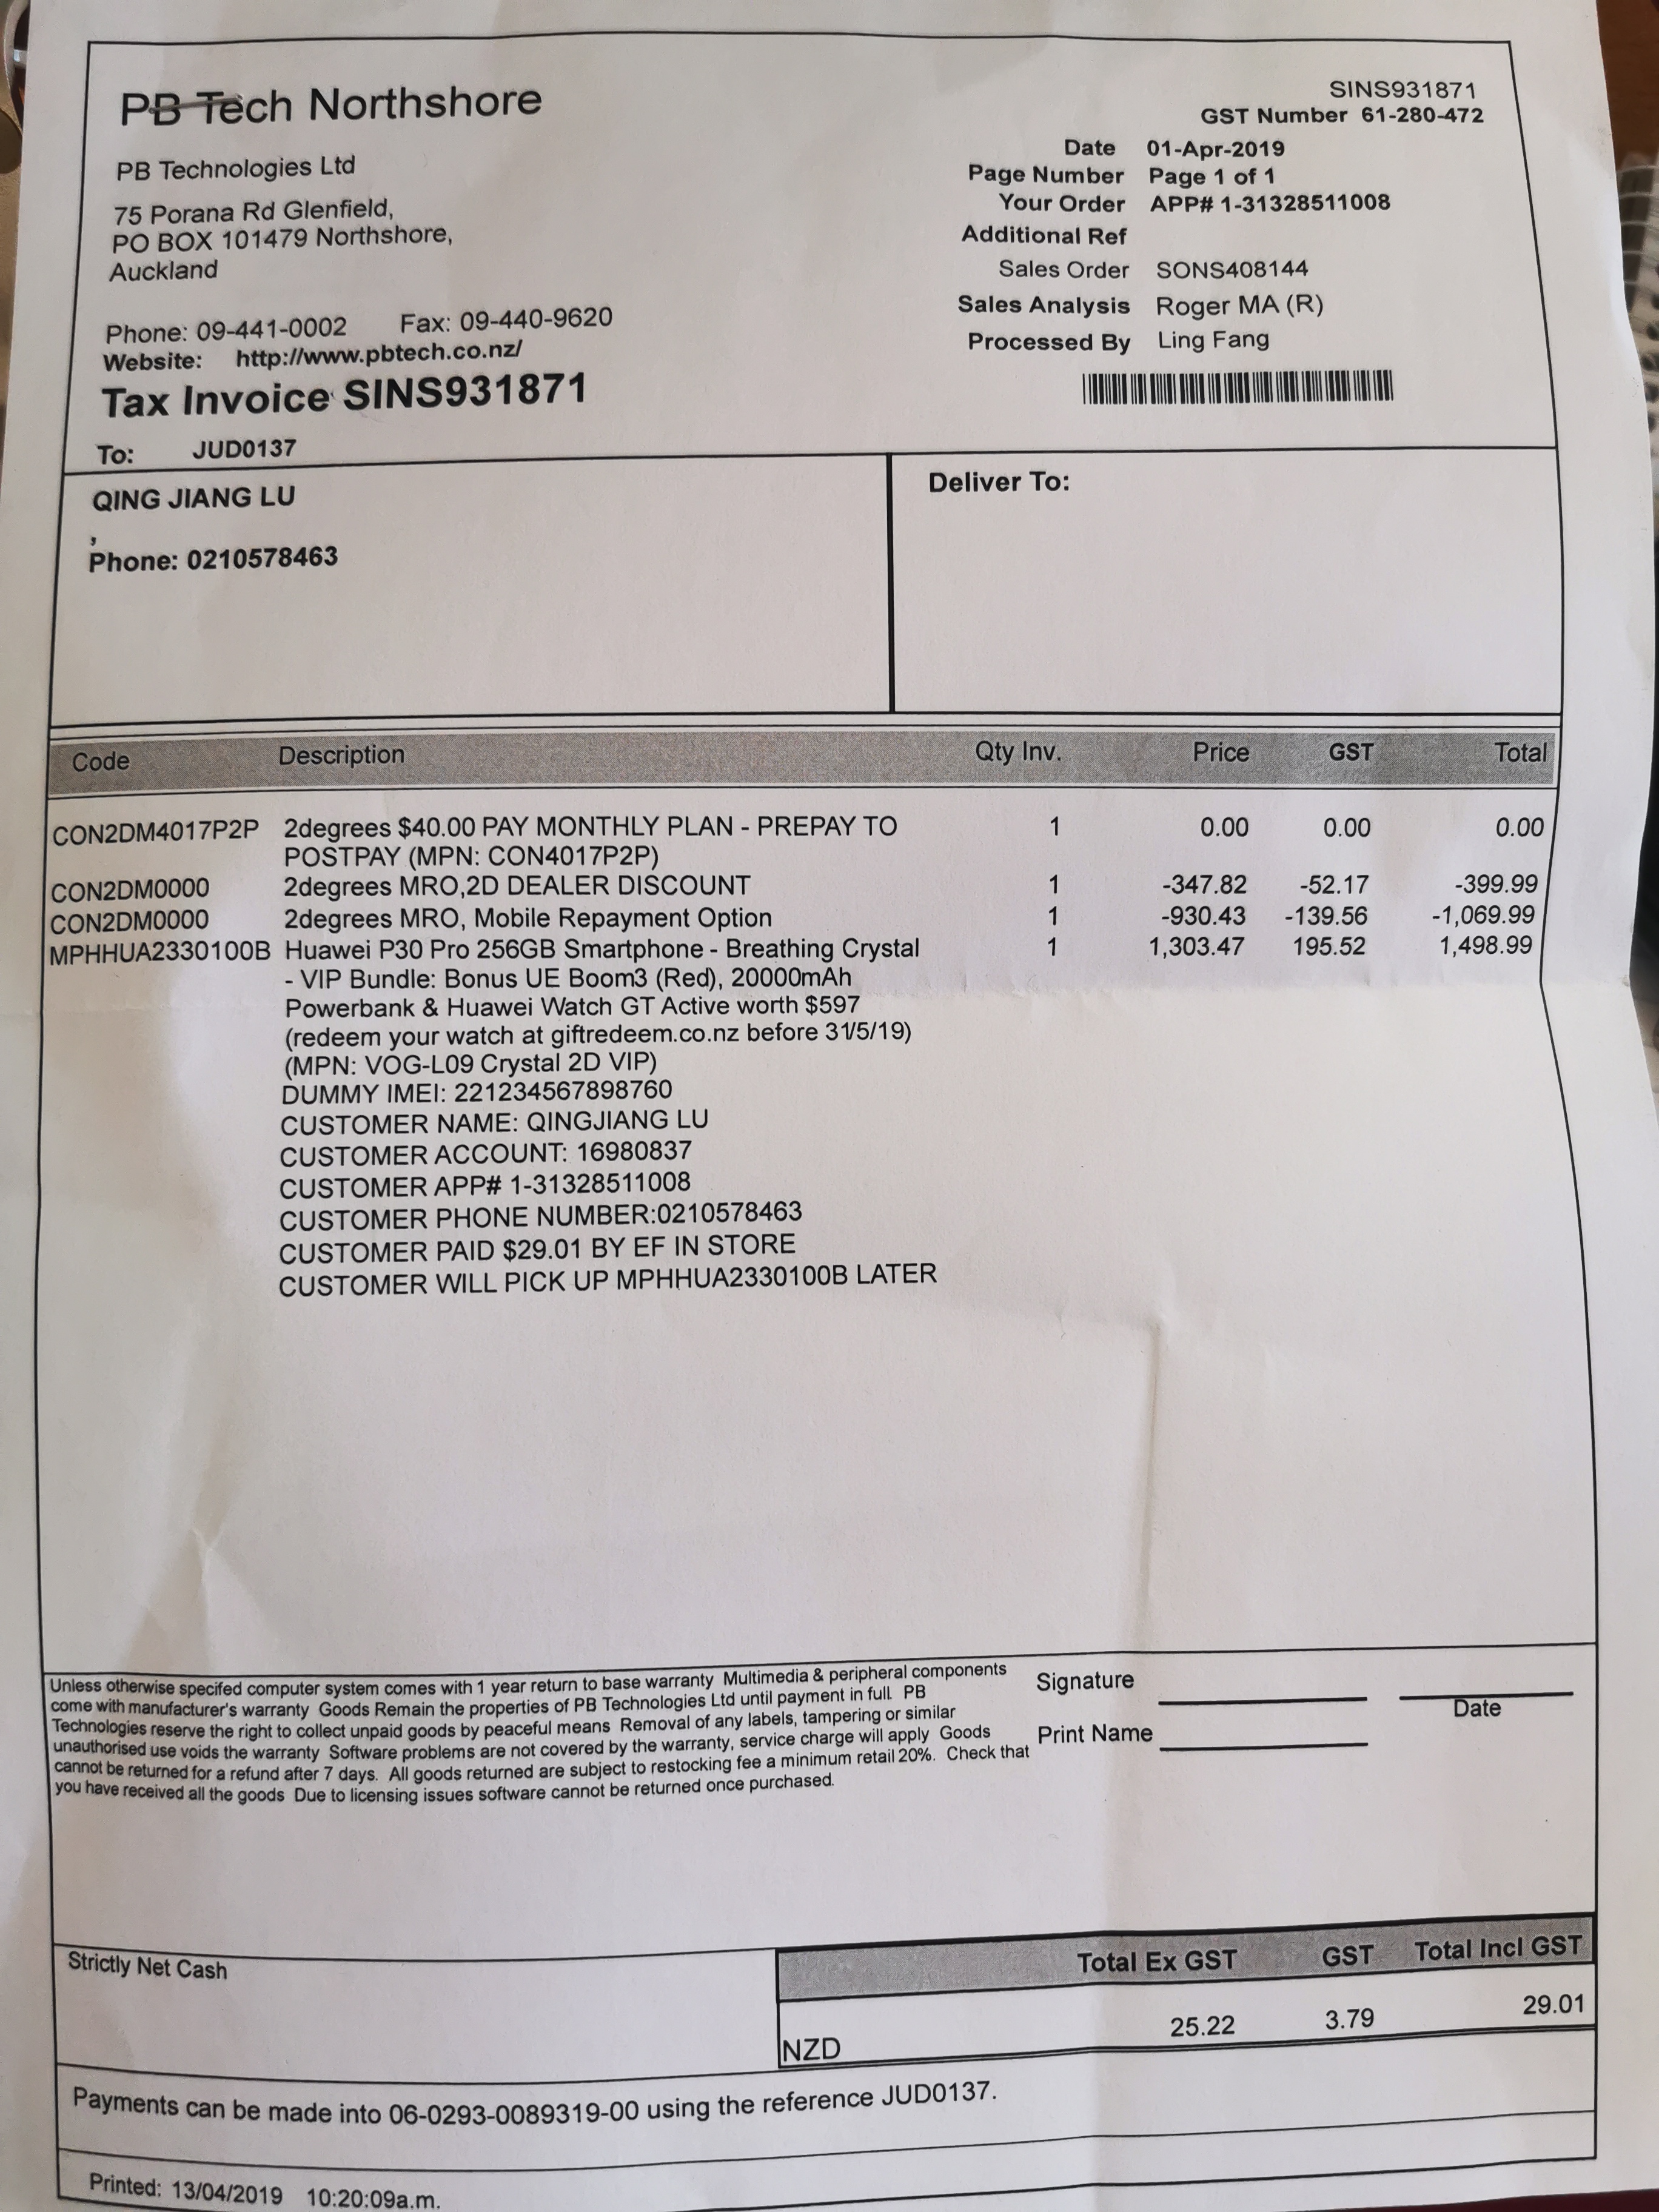 PB Tech Northshore
PB Technologies Ltd
75 Porana Rd Glenfield,
PO BOX 101479 Northshore,
Auckland
Phone: 09-441-0002 Fax: 09-440-9620
Website: http://www.pbtech.co.nz/
Tax Invoice SINS931871
To: JUD0137
SINS931871
GST Number 61-280-472
Date 01-Apr-2019
Page Number Page 1 of 1
Your Order APP# 1-31328511008
Additional Ref
Sales Order SONS408144
Sales Analysis Roger MA (R)
Processed By Ling Fang
QING JIANG LU
,
Phone: 0210578463
Deliver To:
Code Description Qty Inv. Price GST Total
CON2DM4017P2P 2degrees $40.00 PAY MONTHLY PLAN - PREPAY TO 1 0.00 0.00 0.00
POSTPAY (MPN: CON4017P2P)
CON2DM0000 2degrees MRO,2D DEALER DISCOUNT 1 -347.82 -52.17 -399.99
CON2DM0000 2degrees MRO, Mobile Repayment Option 1 -930.43 -139.56 -1,069.99
MPHHUA2330100B Huawei P30 Pro 256GB Smartphone - Breathing Crystal 1 1,303.47 195.52 1,498.99
- VIP Bundle: Bonus UE Boom3 (Red), 20000mAh
Powerbank & Huawei Watch GT Active worth $597
(redeem your watch at giftredeem.co.nz before 31/5/19)
(MPN: VOG-L09 Crystal 2D VIP)
DUMMY IMEI: 221234567898760
CUSTOMER NAME: QINGJIANG LU
CUSTOMER ACCOUNT: 16980837
CUSTOMER APP# 1-31328511008
CUSTOMER PHONE NUMBER:0210578463
CUSTOMER PAID $29.01 BY EF IN STORE
CUSTOMER WILL PICK UP MPHHUA2330100B LATER
Unless otherwise specifed computer system comes with 1 year return to base warranty Multimedia & peripheral components
come with manufacturer's warranty Goods Remain the properties of PB Technologies Ltd until payment in full PB
Technologies reserve the right to collect unpaid goods by peaceful means Removal of any labels, tampering or similar
unauthorised use voids the warranty Software problems are not covered by the warranty, service charge will apply Goods
cannot be returned for a refund after 7 days. All goods returned are subject to restocking fee a minimum retail 20%. Check that
you have received all the goods Due to licensing issues software cannot be returned once purchased.
Signature
Date
Print Name
Strictly Net Cash
Total Ex GST GST Total Incl GST
NZD 25.22 3.79 29.01
Payments can be made into 06-0293-0089319-00 using the reference JUD0137.
Printed: 13/04/2019 10:20:09a.m.